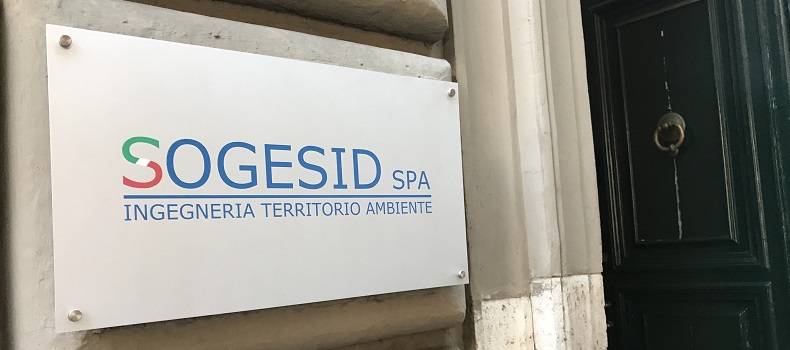 SOGESID SPA
INGEGNERIA TERRITORIO AMBIENTE